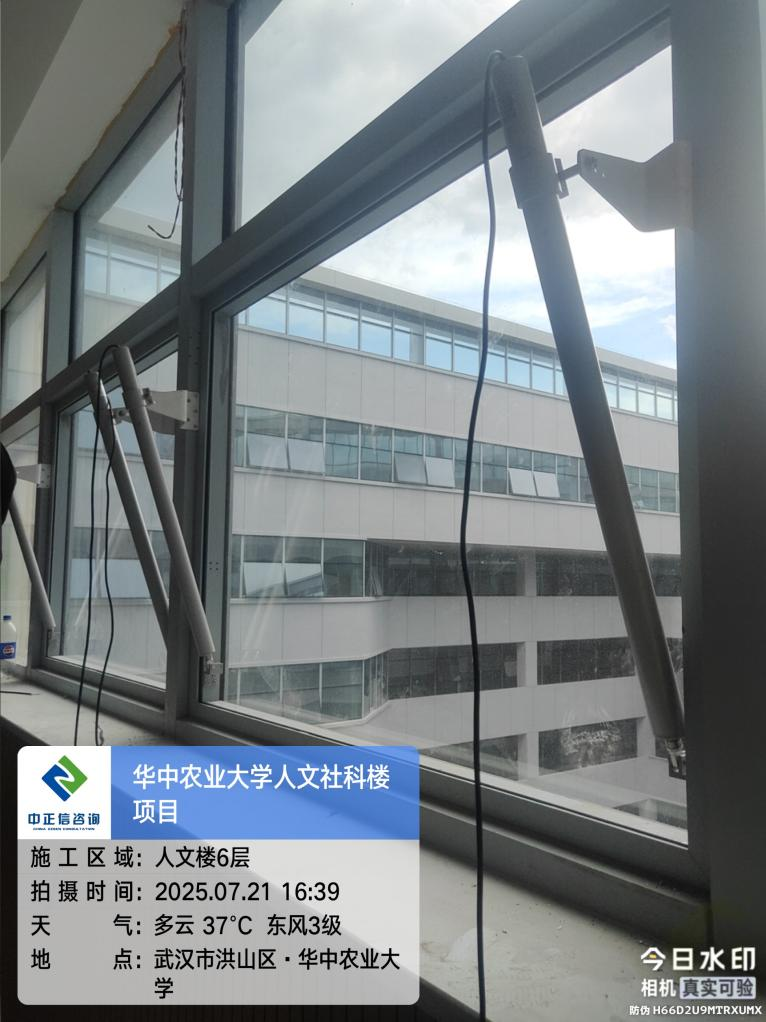 中正信咨询
CHINA ZHXIN CONSULTATION
华中农业大学人文社科楼
项目
施工区域：人文楼6层
拍摄时间：2025.07.21 16:39
天气：多云 37°C 东风3级
地点：武汉市洪山区·华中农业大
学
今日水印
相机 真实可验
防伪 H66D2U9MTRXUMX